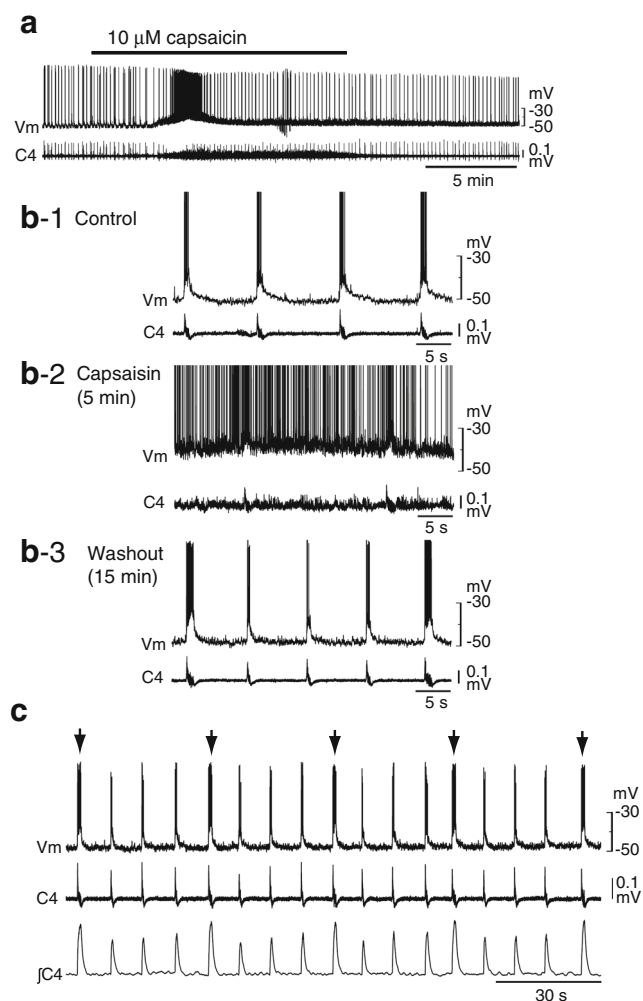 a
10 µM capsaicin
mV
-30
-50
Vm
C4
0.1
mV
5 min
b-1 Control
mV
-30
-50
Vm
C4
0.1
mV
5 s
b-2 Capsaisin
(5 min)
mV
-30
-50
Vm
C4
0.1
mV
5 s
b-3 Washout
(15 min)
mV
-30
-50
Vm
C4
0.1
mV
5 s
c
mV
-30
-50
Vm
C4
0.1
mV
∫C4
30 s